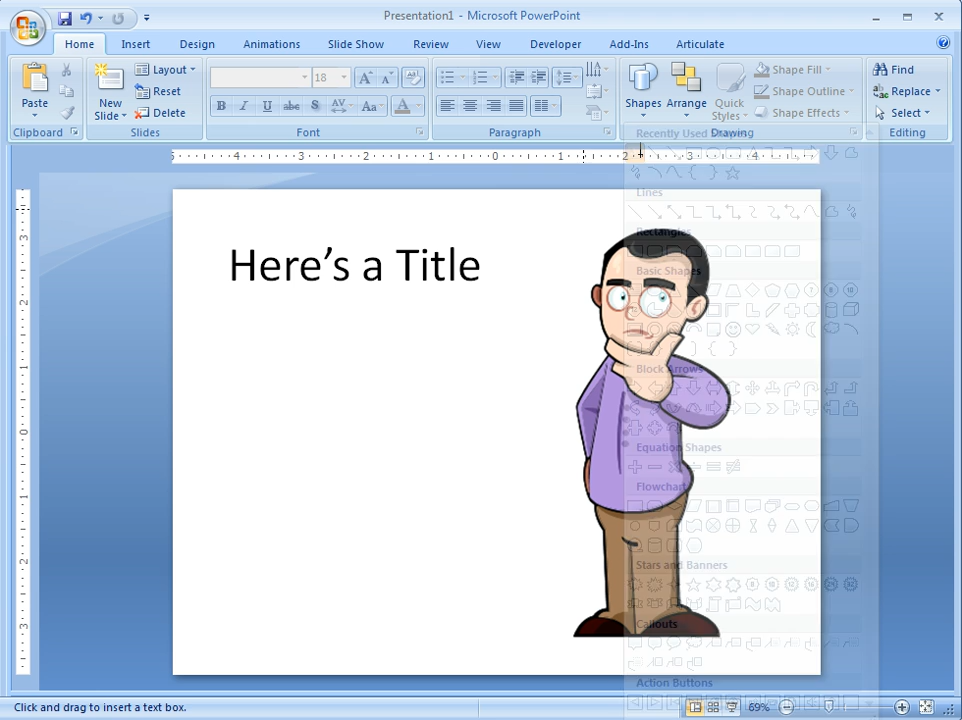 Presentation1 - Microsoft PowerPoint
Home Insert Design Animations Slide Show Review View Developer Add-Ins Articulate
Paste
New Slide
Layout
Reset
Delete
18
B I U abc S AV Aa A
Shapes Arrange Quick Styles
Shape Fill
Shape Outline
Shape Effects
Find
Replace
Select
Clipboard Slides Font Paragraph Drawing Editing
Recently Used Shapes
Lines
Rectangles
Basic Shapes
Block Arrows
Equation Shapes
Flowchart
Stars and Banners
Callouts
Action Buttons
Here’s a Title
Click and drag to insert a text box.
69%